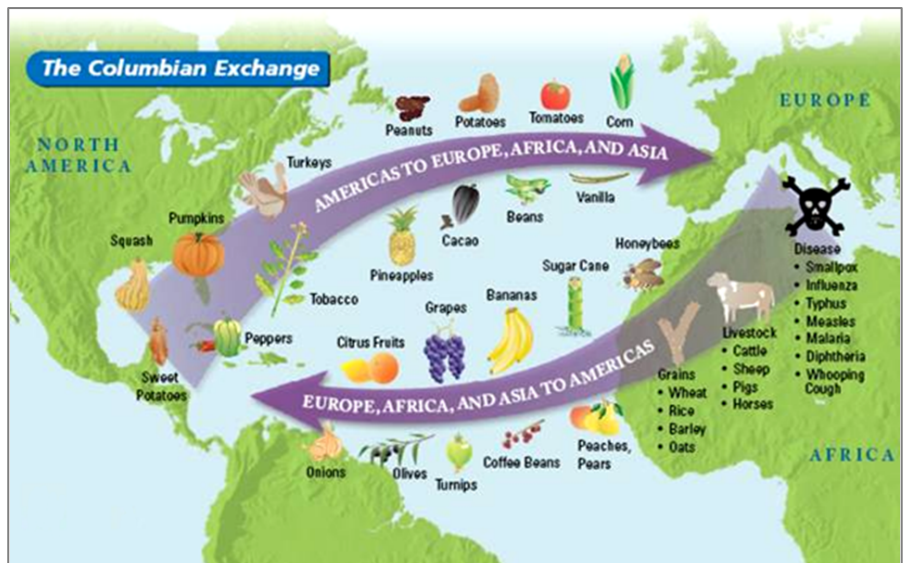 The Columbian Exchange
NORTH
AMERICA
EUROPE
AFRICA
AMERICAS TO EUROPE, AFRICA, AND ASIA
Peanuts
Potatoes
Tomatoes
Corn
Turkeys
Pumpkins
Squash
Tobacco
Peppers
Sweet
Potatoes
Pineapples
Cacao
Beans
Vanilla
EUROPE, AFRICA, AND ASIA TO AMERICAS
Citrus Fruits
Grapes
Bananas
Sugar Cane
Honeybees
Onions
Olives
Turnips
Coffee Beans
Peaches,
Pears
Grains
• Wheat
• Rice
• Barley
• Oats
Livestock
• Cattle
• Sheep
• Pigs
• Horses
Disease
• Smallpox
• Influenza
• Typhus
• Measles
• Malaria
• Diphtheria
• Whooping
Cough